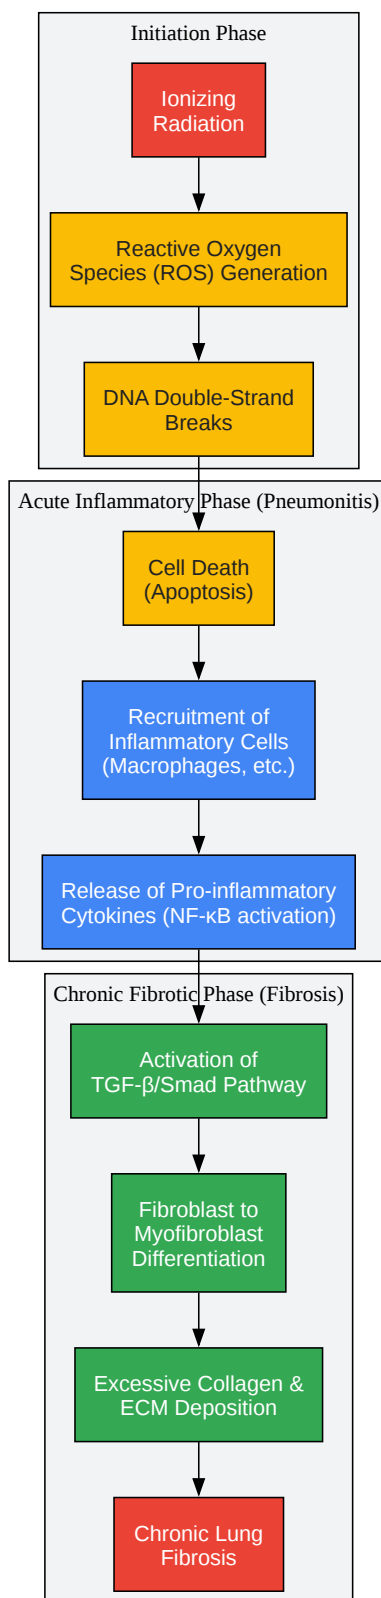 Initiation Phase
Ionizing
Radiation
Reactive Oxygen
Species (ROS) Generation
DNA Double-Strand
Breaks
Acute Inflammatory Phase (Pneumonitis)
Cell Death
(Apoptosis)
Recruitment of
Inflammatory Cells
(Macrophages, etc.)
Release of Pro-inflammatory
Cytokines (NF-κB activation)
Chronic Fibrotic Phase (Fibrosis)
Activation of
TGF-β/Smad Pathway
Fibroblast to
Myofibroblast
Differentiation
Excessive Collagen &
ECM Deposition
Chronic Lung
Fibrosis